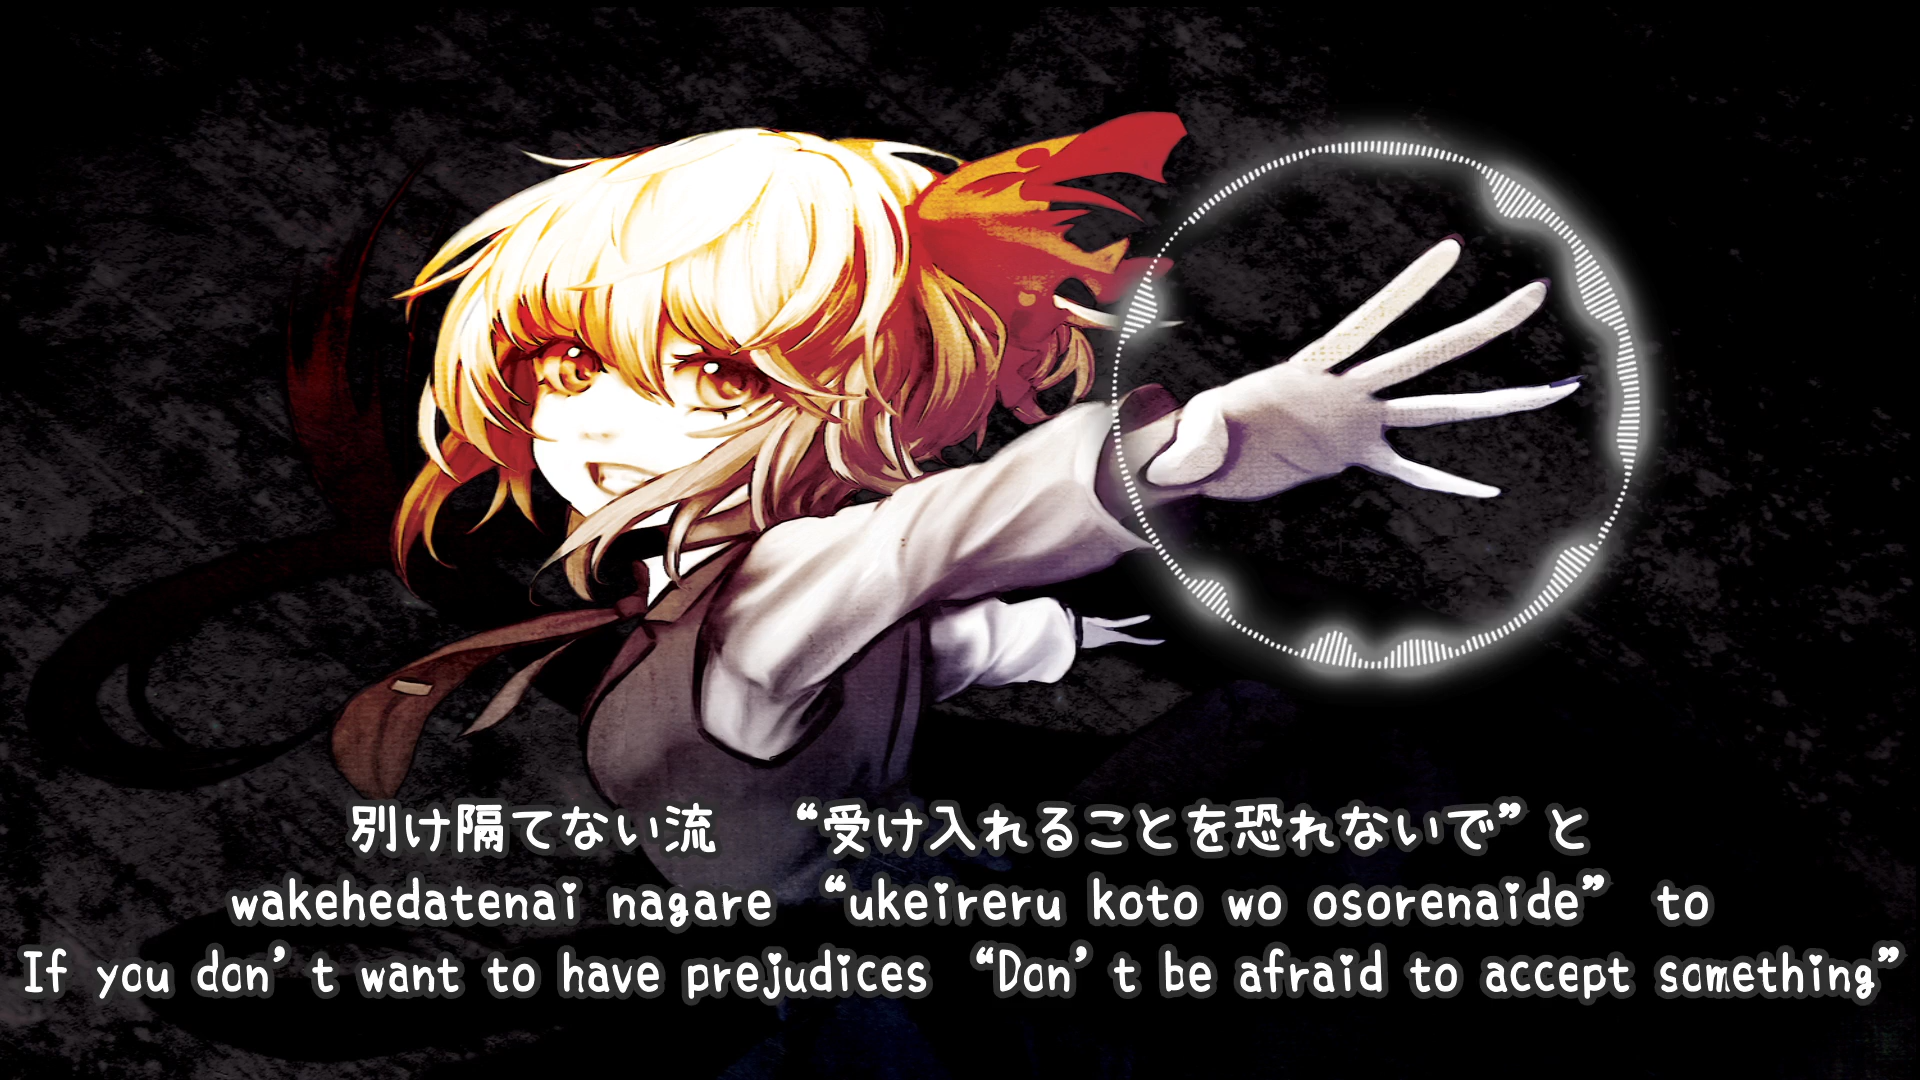 別け隔てない流　“受け入れることを恐れないで”と
wakehedatenai nagare “ukeireru koto wo osorenaide” to
If you don’t want to have prejudices “Don’t be afraid to accept something”